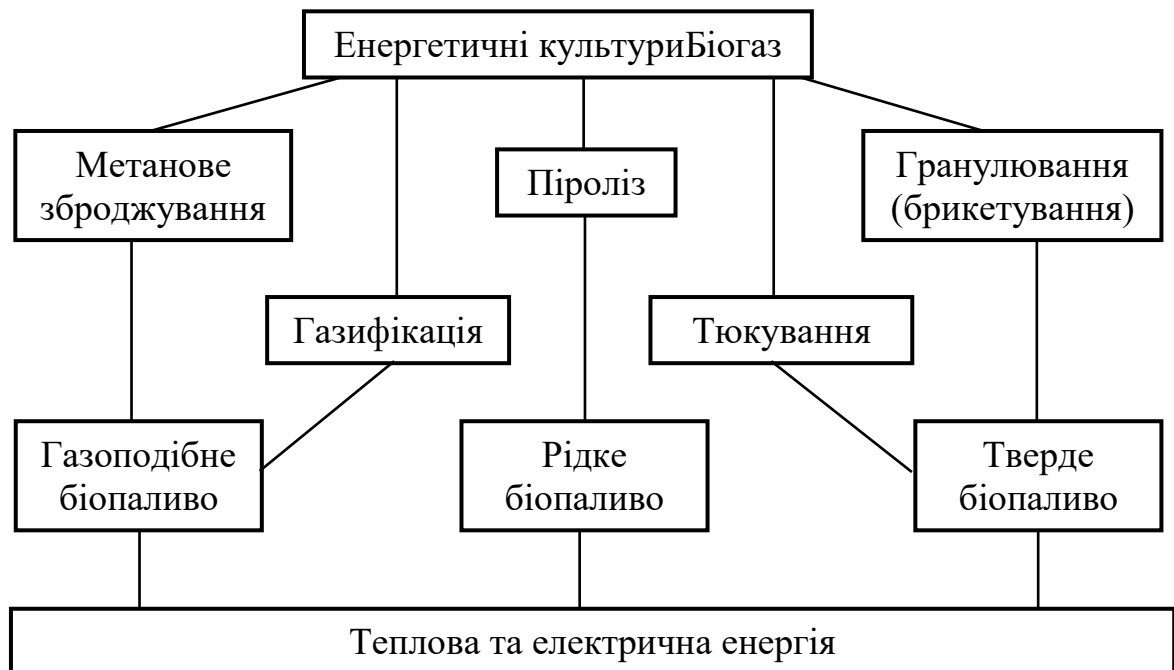 Енергетичні культуриБіогаз
Метанове
зброджування
Піроліз
Гранулювання
(брикетування)
Газифікація
Тюкування
Газоподібне
біопаливо
Рідке
біопаливо
Тверде
біопаливо
Теплова та електрична енергія